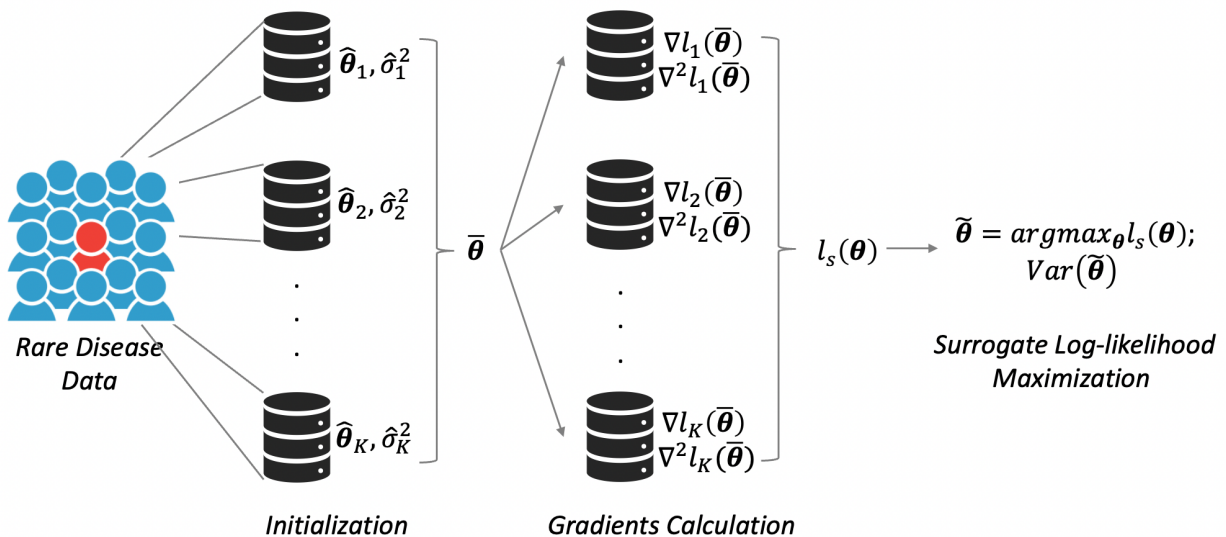 Rare Disease
Data
𝜽̂₁, σ̂₁²
𝜽̂₂, σ̂₂²
.
.
.
𝜽̂_K, σ̂_K²
Initialization
𝜽̅
∇l₁(𝜽̅)
∇²l₁(𝜽̅)
∇l₂(𝜽̅)
∇²l₂(𝜽̅)
.
.
.
∇l_K(𝜽̅)
∇²l_K(𝜽̅)
Gradients Calculation
l_s(𝜽)
𝜽̃ = argmax_𝜽 l_s(𝜽);
Var(𝜽̃)
Surrogate Log-likelihood
Maximization